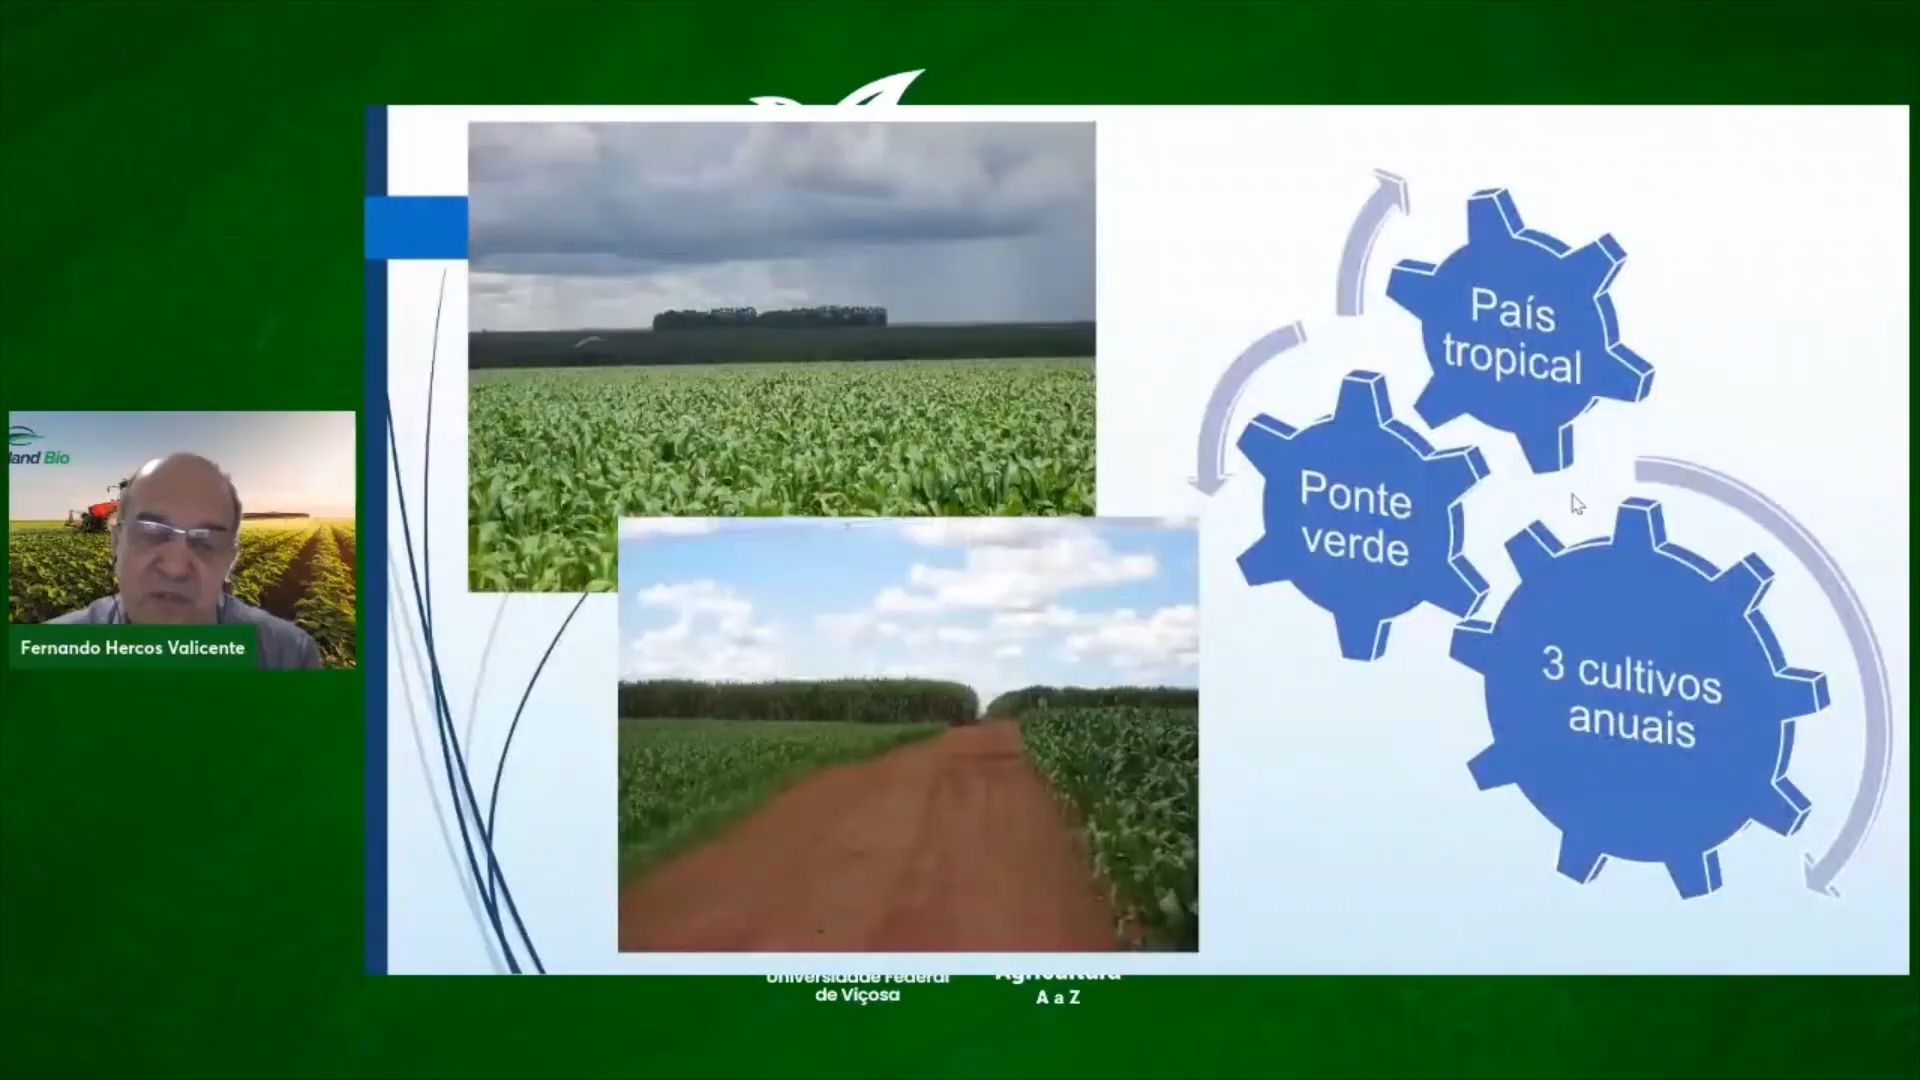 País
tropical
Ponte
verde
3 cultivos
anuais
land Bio
Fernando Hercos Valicente
Universidade Federal
de Viçosa
Agricultura
A a Z